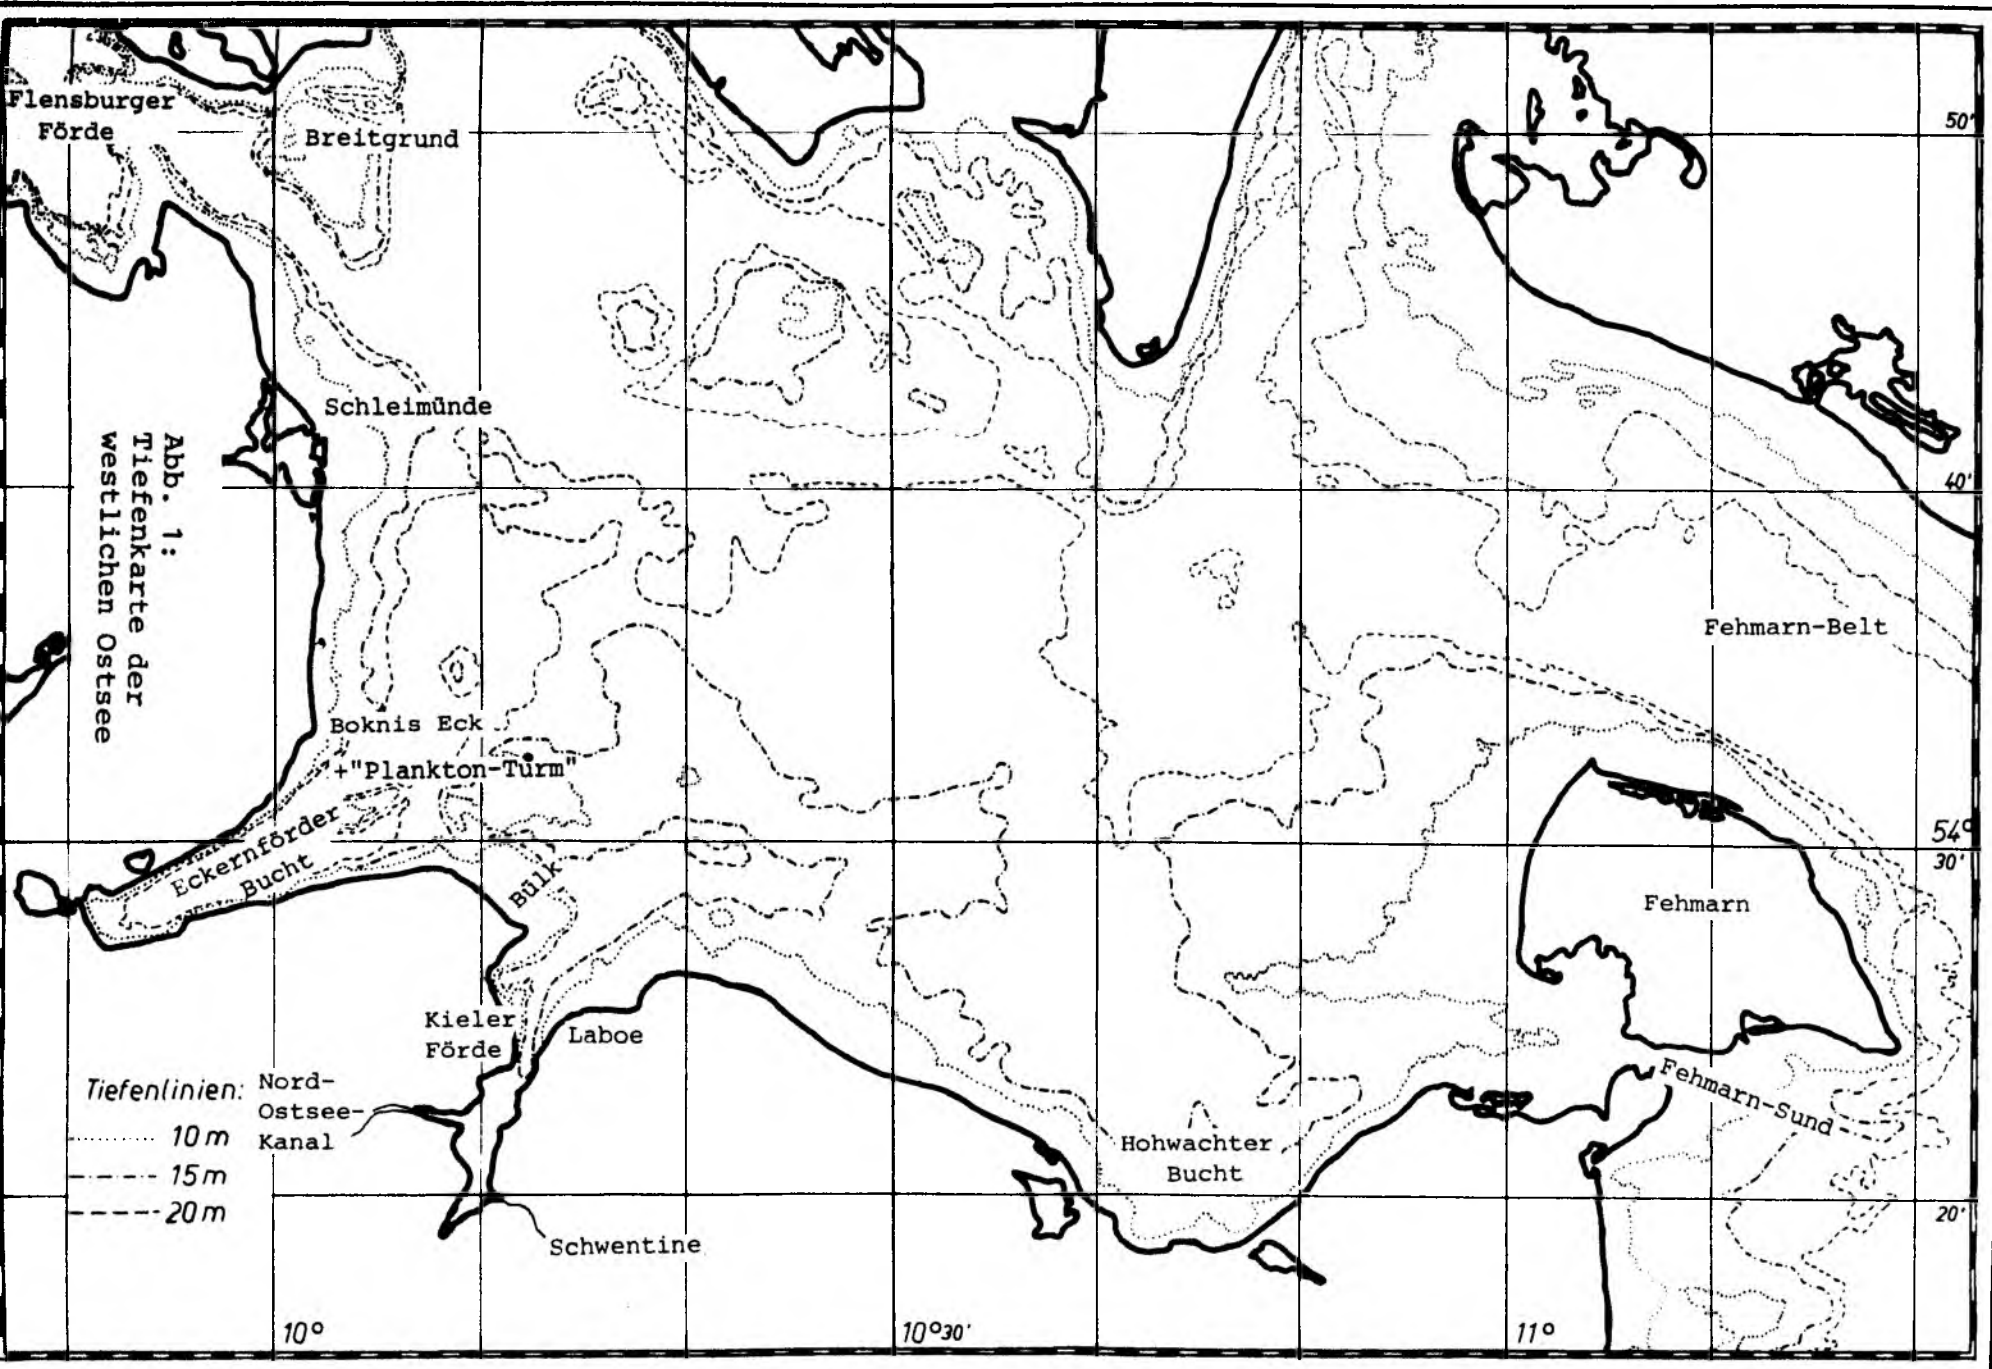 Flensburger
Förde
Breitgrund
50'
Schleimünde
Abb. 1:
Tiefenkarte der
westlichen Ostsee
40'
Fehmarn-Belt
Boknis Eck
+"Plankton-Turm"
Eckernförder
Bucht
Bülk
54°
30'
Fehmarn
Kieler
Förde
Laboe
Fehmarn-Sund
Tiefenlinien:
10 m
15 m
20 m
Nord-
Ostsee-
Kanal
Hohwachter
Bucht
20'
Schwentine
10°
10°30'
11°